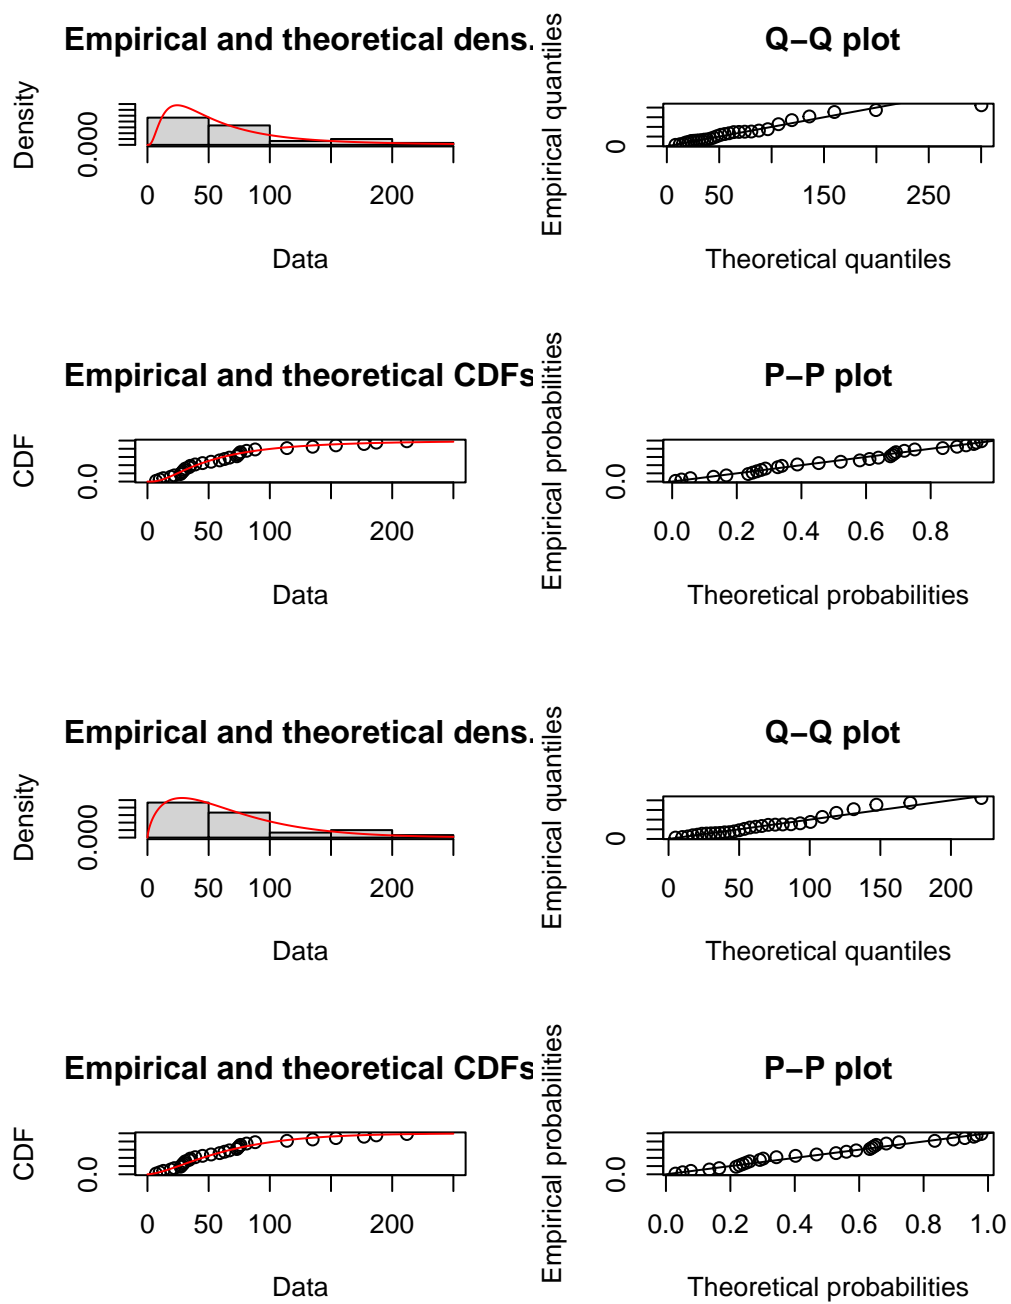 Empirical and theoretical dens.
Density
0.000
0 50 100 200
Data
Q−Q plot
Empirical quantiles
0
0 50 150 250
Theoretical quantiles
Empirical and theoretical CDFs
CDF
0.0
0 50 100 200
Data
P−P plot
Empirical probabilities
0.0
0.0 0.2 0.4 0.6 0.8
Theoretical probabilities
Empirical and theoretical dens.
Density
0.000
0 50 100 200
Data
Q−Q plot
Empirical quantiles
0
0 50 100 150 200
Theoretical quantiles
Empirical and theoretical CDFs
CDF
0.0
0 50 100 200
Data
P−P plot
Empirical probabilities
0.0
0.0 0.2 0.4 0.6 0.8 1.0
Theoretical probabilities